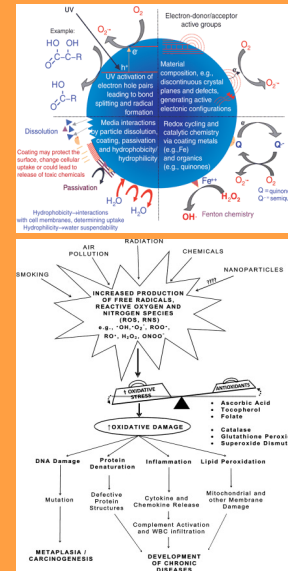 UV
Example:
HO OH
O
R
HO
O
R
O₂
O₂·-
e⁻
h⁺
UV activation of
electron hole pairs
leading to bond
splitting and radical
formation
Electron-donor/acceptor
active groups
O₂
O₂·-
Material
composition, e.g.,
discontinuous crystal
planes and defects,
generating active
electronic configurations
Media interactions
by particle dissolution,
coating, passivation
and hydrophobicity/
hydrophilicity
Redox cycling and
catalytic chemistry
via coating metals
(e.g., Fe)
and organics
(e.g., quinones)
Dissolution
Coating may protect the
surface, change cellular
uptake or could lead to
release of toxic chemicals
Passivation
H₂O
H₂O
Hydrophobicity→interactions
with cell membranes, determining uptake
Hydrophilicity→water suspendability
e⁻
Q
O₂·-
O₂
Fe++
H₂O₂
OH·
Fenton chemistry
Q = quinon
= semiqu
RADIATION
AIR
POLLUTION
CHEMICALS
SMOKING
NANOPARTICLES
????
INCREASED PRODUCTION
OF FREE RADICALS,
REACTIVE OXYGEN AND
NITROGEN SPECIES
(ROS, RNS)
e.g., ·OH, ·O₂⁻, ROO·,
RO·, H₂O₂, ONOO⁻
↑ OXIDATIVE
STRESS
ANTIOXIDANTS
• Ascorbic Acid
• Tocopherol
• Folate
• Catalase
• Glutathione Peroxi
• Superoxide Dismut
↑OXIDATIVE DAMAGE
DNA Damage
Protein
Denaturation
Inflammation
Lipid Peroxidation
Mutation
Defective
Protein
Structures
Cytokine and
Chemokine Release
Mitochondrial and
other Membrane
Damage
Complement Activation
and WBC infiltration
METAPLASIA /
CARCINOGENESIS
DEVELOPMENT
OF CHRONIC
DISEASES